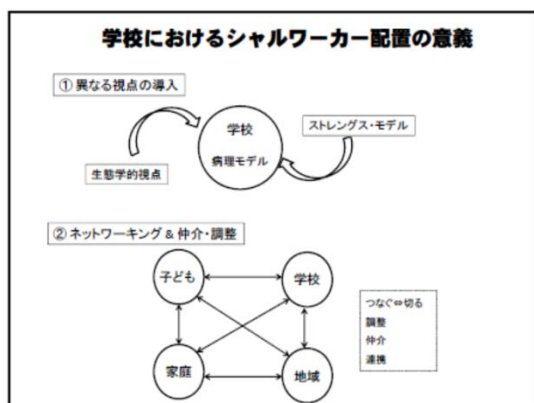 学校におけるシャルワーカー配置の意義
① 異なる視点の導入
学校
病理モデル
ストレングス・モデル
生態学的視点
② ネットワーキング & 仲介・調整
子ども
学校
つなぐ⇔切る
調整
仲介
連携
家庭
地域